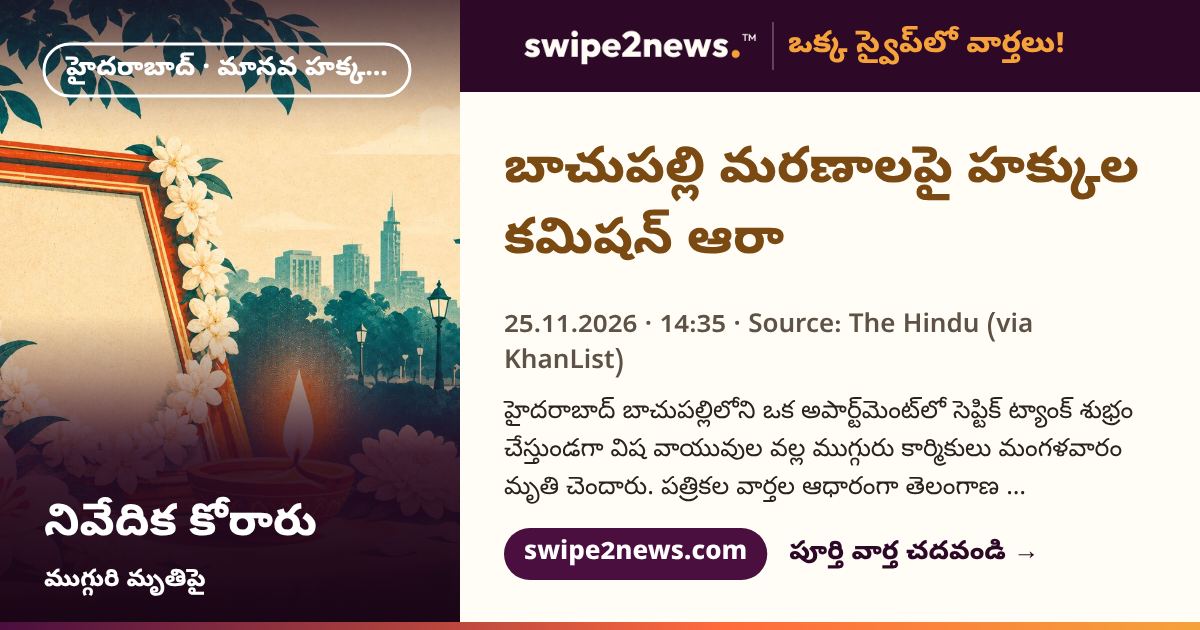 హైదరాబాద్ · మానవ హక్క...
నివేదిక కోరారు
ముగ్గురి మృతిపై
swipe2news.™
ఒక్క స్వైప్‌లో వార్తలు!
బాచుపల్లి మరణాలపై హక్కుల
కమిషన్ ఆరా
25.11.2026 · 14:35 · Source: The Hindu (via
KhanList)
హైదరాబాద్ బాచుపల్లిలోని ఒక అపార్ట్‌మెంట్‌లో సెప్టిక్ ట్యాంక్ శుభ్రం
చేస్తుండగా విష వాయువుల వల్ల ముగ్గురు కార్మికులు మంగళవారం
మృతి చెందారు. పత్రికల వార్తల ఆధారంగా తెలంగాణ ...
swipe2news.com
పూర్తి వార్త చదవండి →